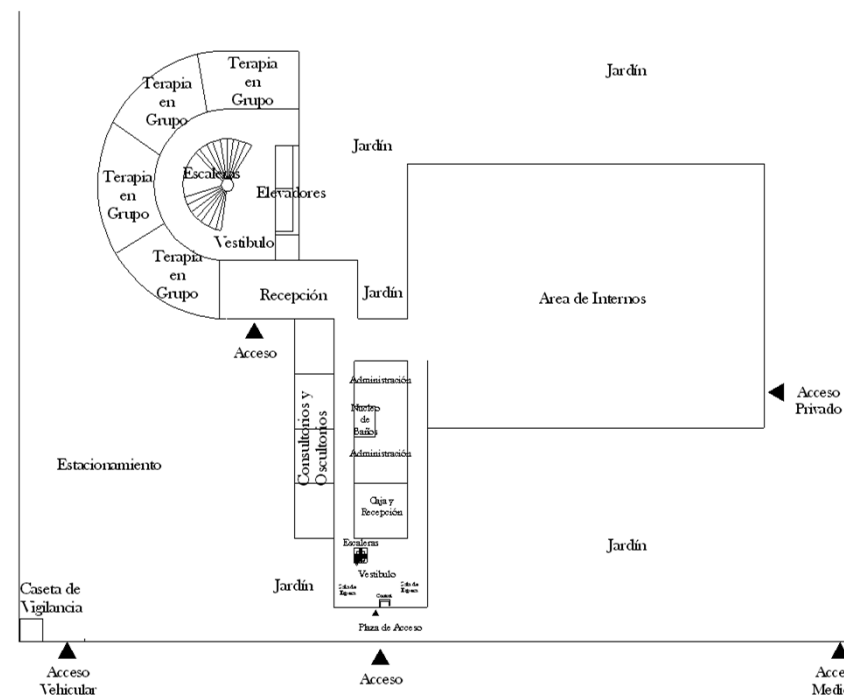 Terapia
en
Grupo
Jardín
Terapia
en
Grupo
Jardín
Terapia
en
Grupo
Escaleras
Elevadores
Vestibulo
Terapia
en
Grupo
Recepción
Jardín
Area de Internos
Acceso
Administración
Nucleo
de
Baños
Acceso
Privado
Consultorios y
Oscultorios
Administración
Estacionamiento
Caja y
Recepción
Escaleras
Vestibulo
Jardín
Jardín
Caseta de
Vigilancia
Plaza de Acceso
Acceso
Vehicular
Acceso
Acceso